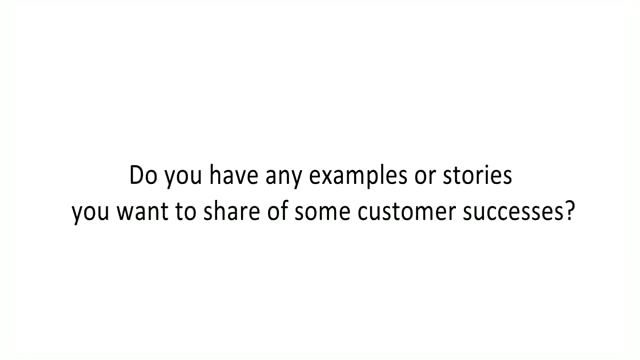 Do you have any examples or stories
you want to share of some customer successes?